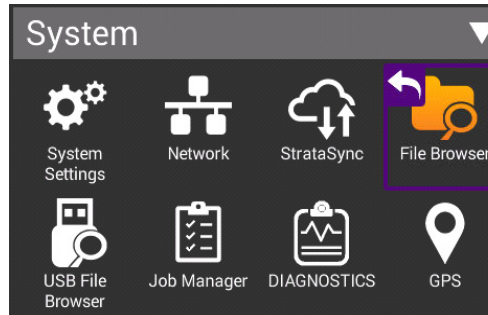 System
System
Settings
Network
StrataSync
File Browser
USB File
Browser
Job Manager
DIAGNOSTICS
GPS